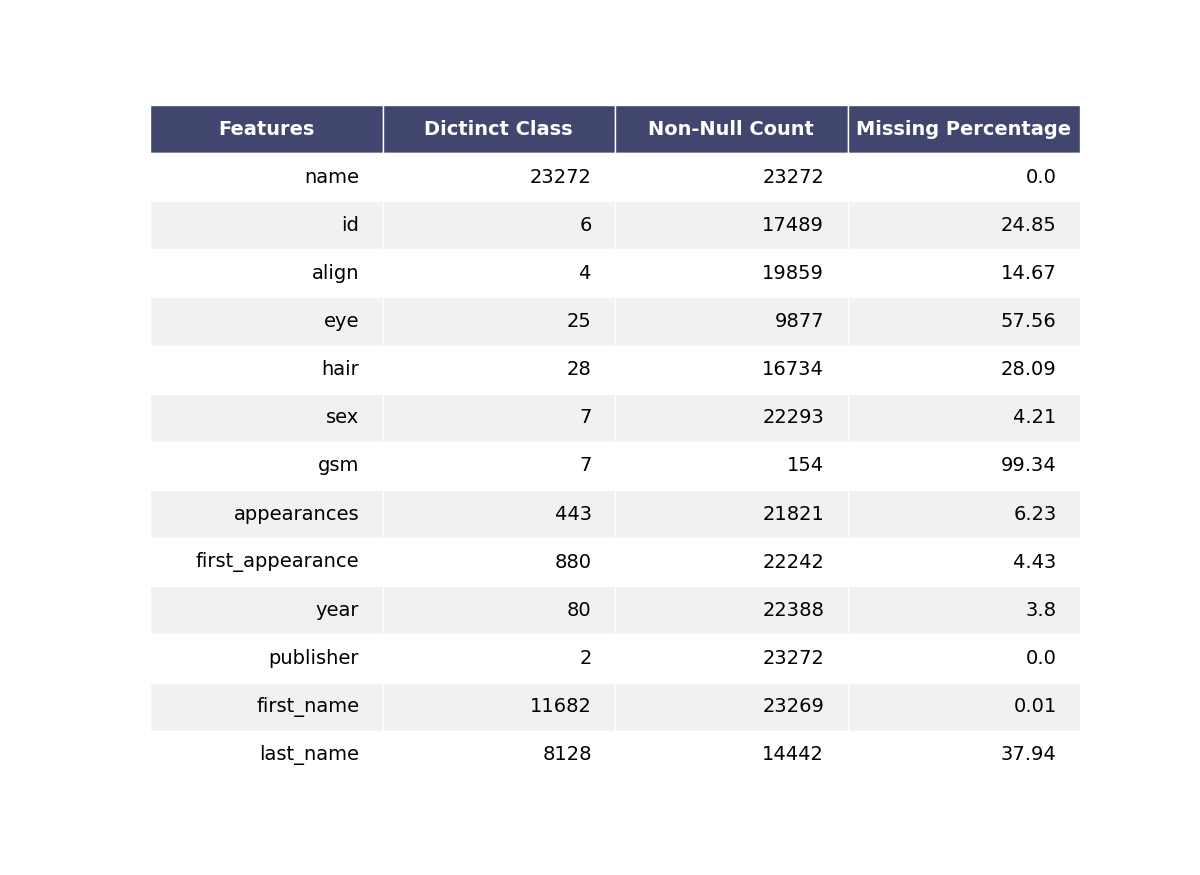 Features Dictinct Class Non-Null Count Missing Percentage
name 23272 23272 0.0
id 6 17489 24.85
align 4 19859 14.67
eye 25 9877 57.56
hair 28 16734 28.09
sex 7 22293 4.21
gsm 7 154 99.34
appearances 443 21821 6.23
first_appearance 880 22242 4.43
year 80 22388 3.8
publisher 2 23272 0.0
first_name 11682 23269 0.01
last_name 8128 14442 37.94